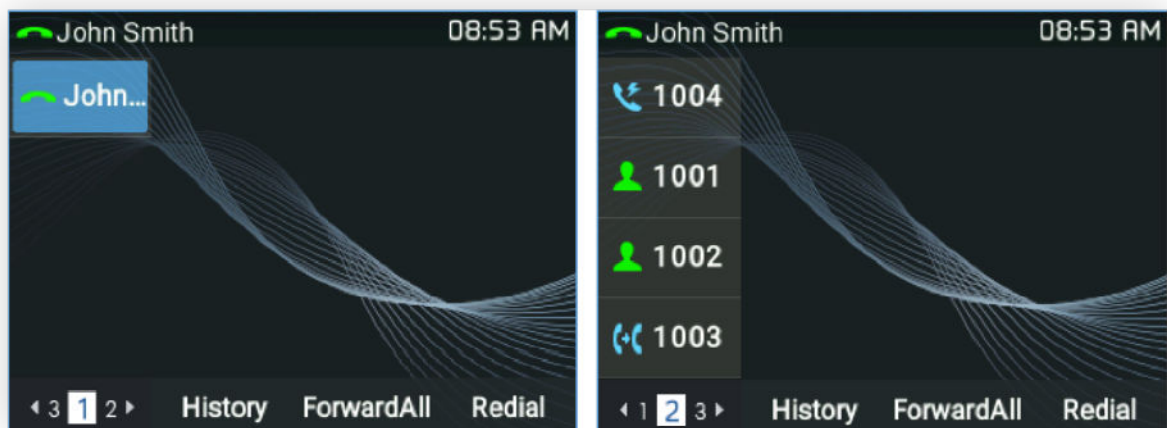 John Smith 08:53 AM
John...
3 1 2 History ForwardAll Redial
John Smith 08:53 AM
1004
1001
1002
1003
1 2 3 History ForwardAll Redial